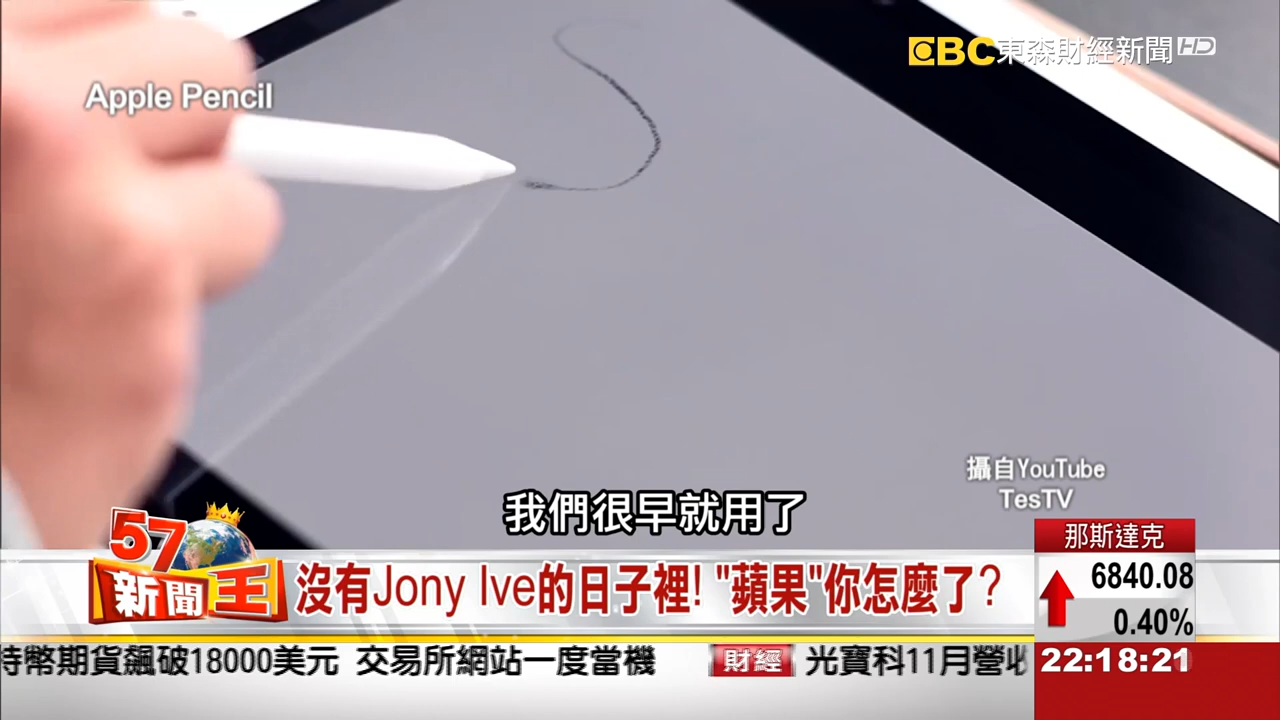 EBC東森財經新聞HD
Apple Pencil
攝自YouTube
TesTV
我們很早就用了
57
新聞王
沒有Jony Ive的日子裡! "蘋果"你怎麼了?
那斯達克
6840.08
0.40%
幣期貨飆破18000美元 交易所網站一度當機 財經 光寶科11月營收
22:18:21